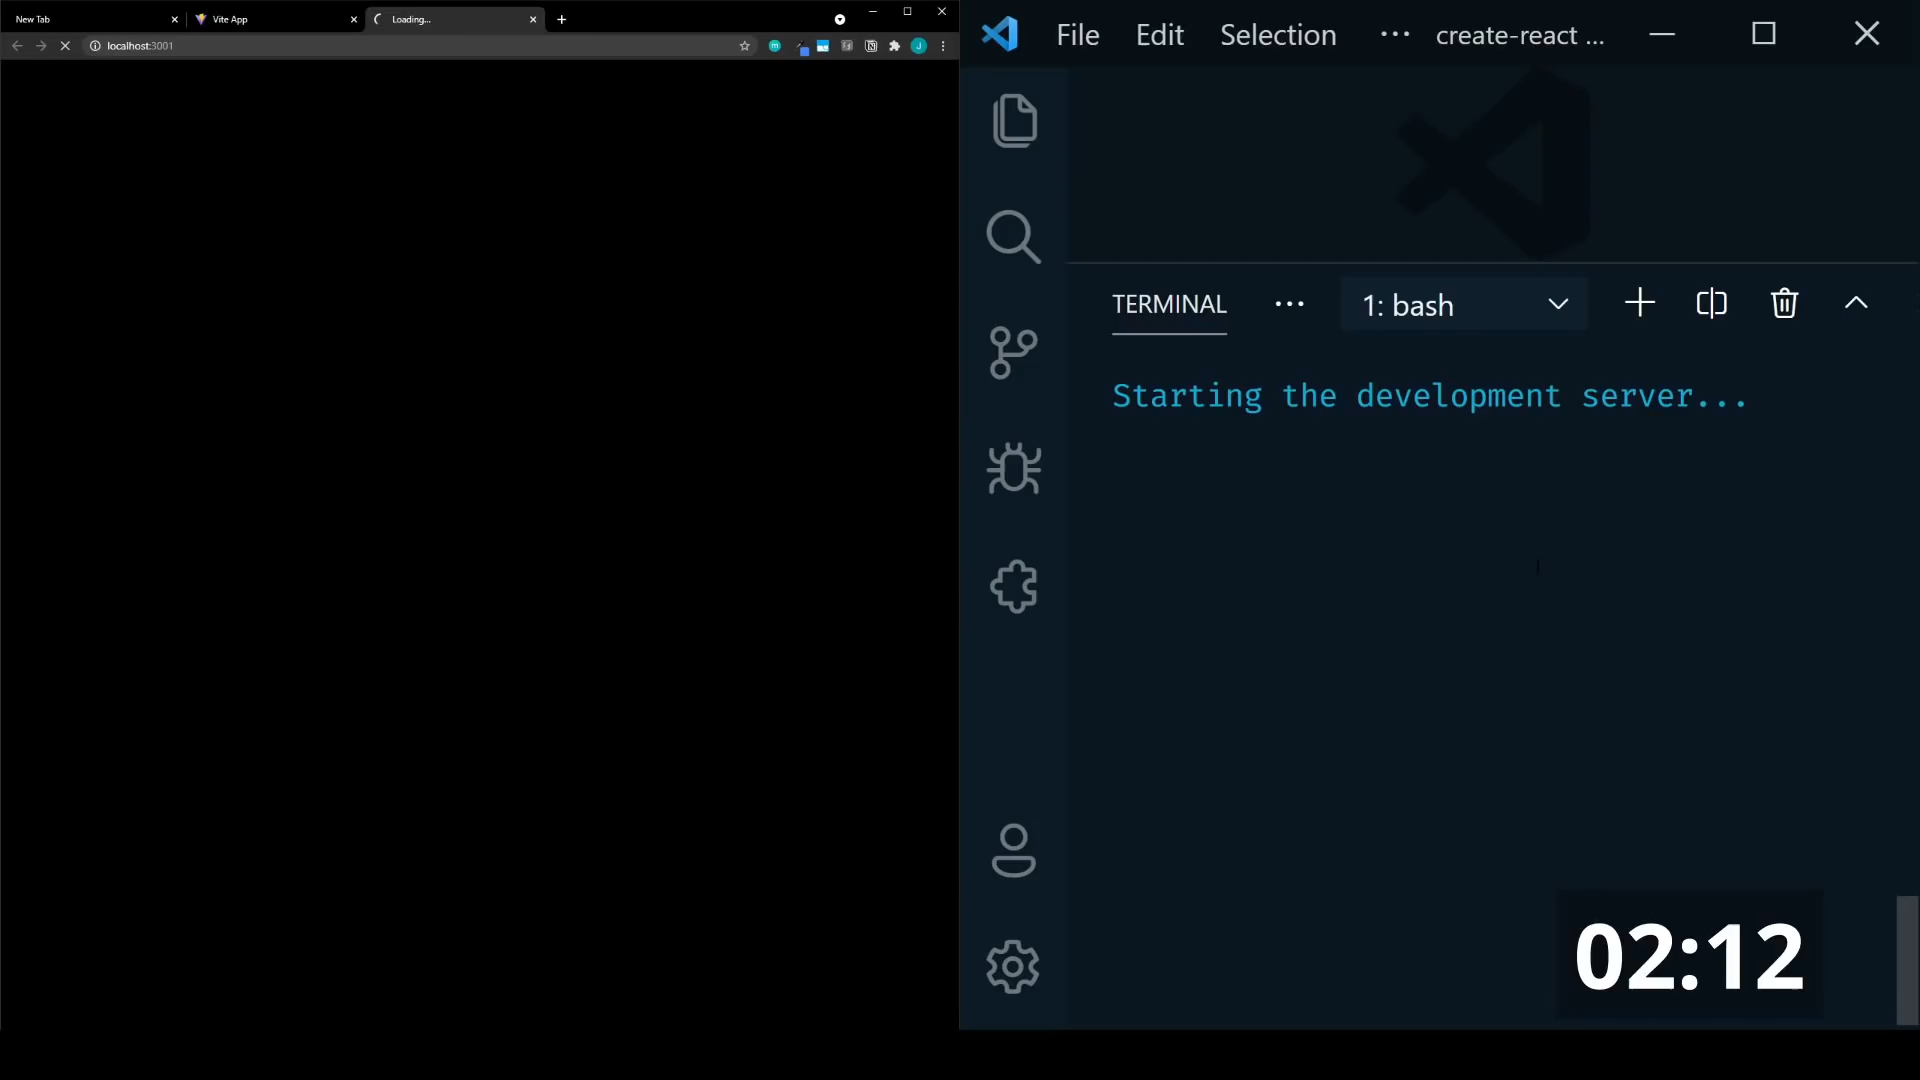 New Tab
Vite App
Loading...
localhost:3001
File Edit Selection ... create-react ...
TERMINAL ... 1: bash
Starting the development server...
02:12